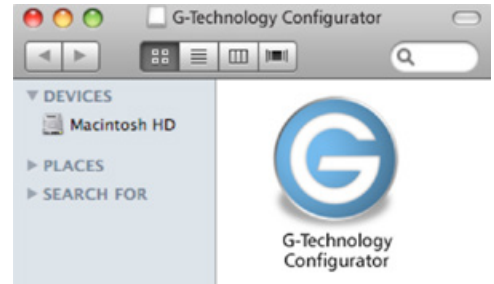 G-Technology Configurator
DEVICES
Macintosh HD
PLACES
SEARCH FOR
G-Technology
Configurator